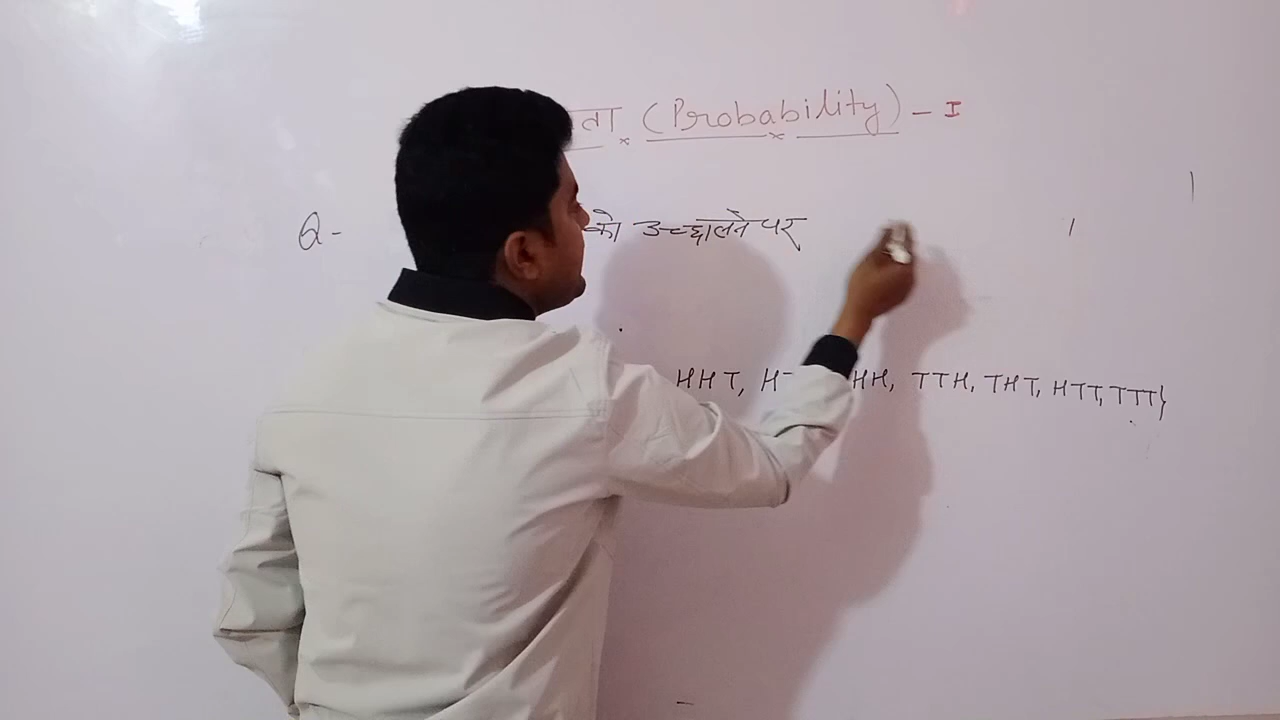 ता (Probability) - I
Q- को उच्छालने पर
HHT, H HH, TTH, THT, HTT, TTT}